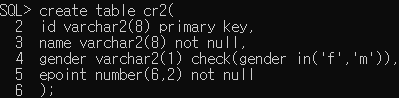 SQL> create table cr2(
2 id varchar2(8) primary key,
3 name varchar2(8) not null,
4 gender varchar2(1) check(gender in('f','m')),
5 epoint number(6,2) not null
6 );